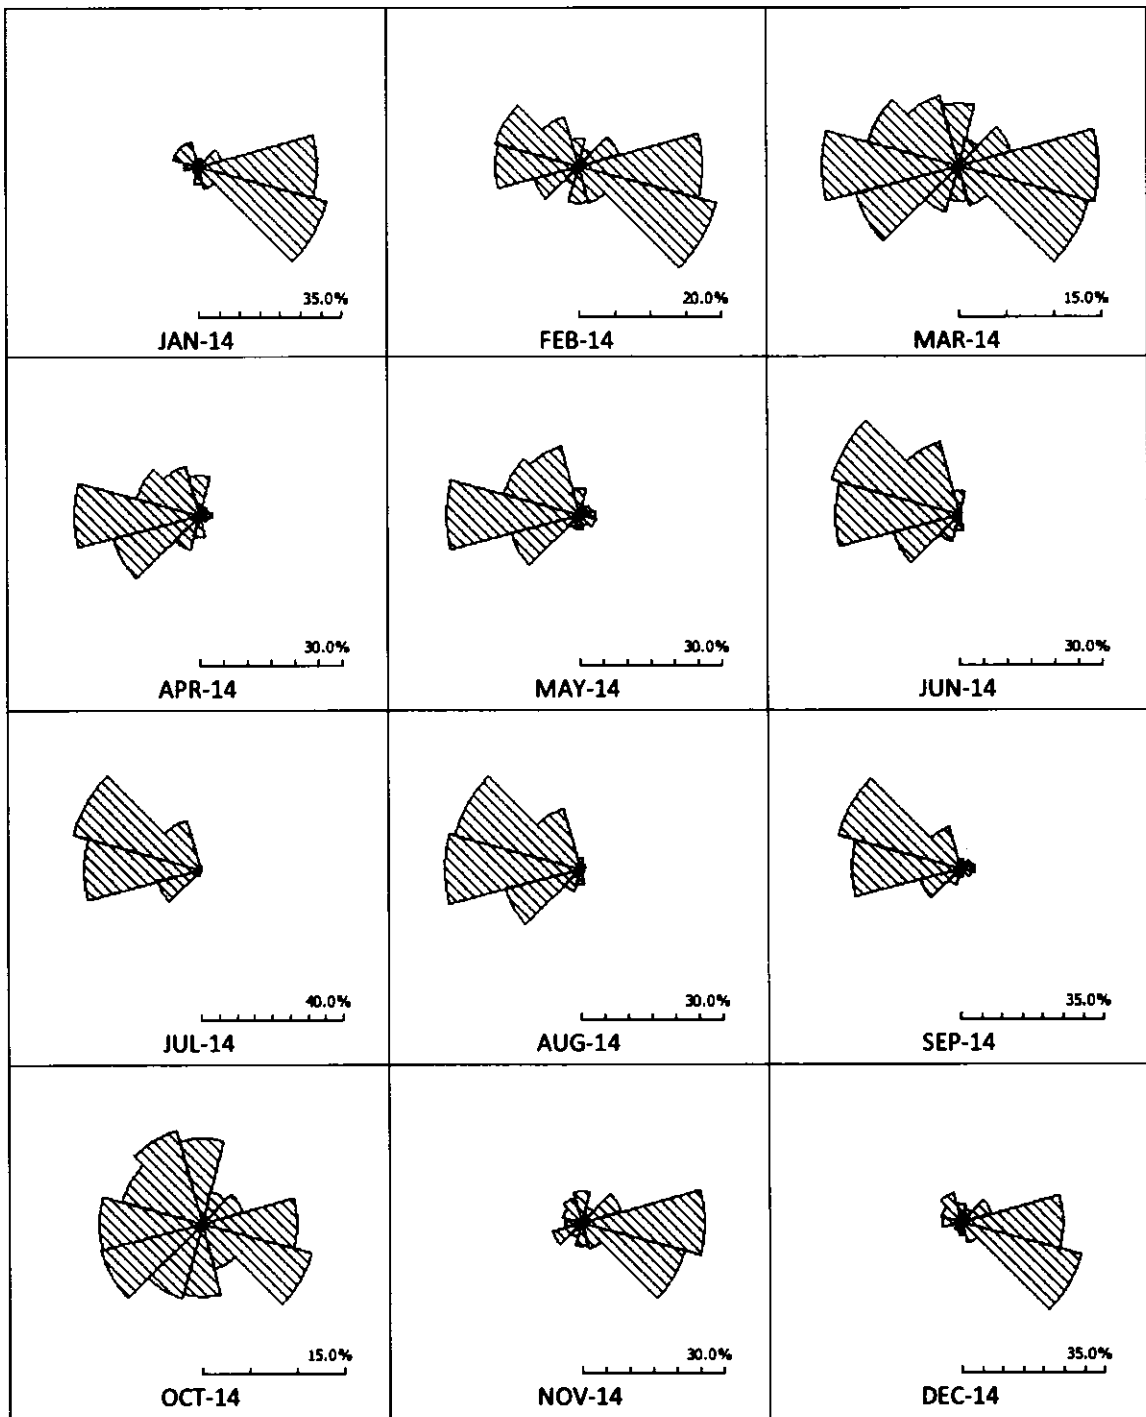 35.0% 20.0% 15.0%
JAN-14 FEB-14 MAR-14
30.0% 30.0% 30.0%
APR-14 MAY-14 JUN-14
40.0% 30.0% 35.0%
JUL-14 AUG-14 SEP-14
15.0% 30.0% 35.0%
OCT-14 NOV-14 DEC-14